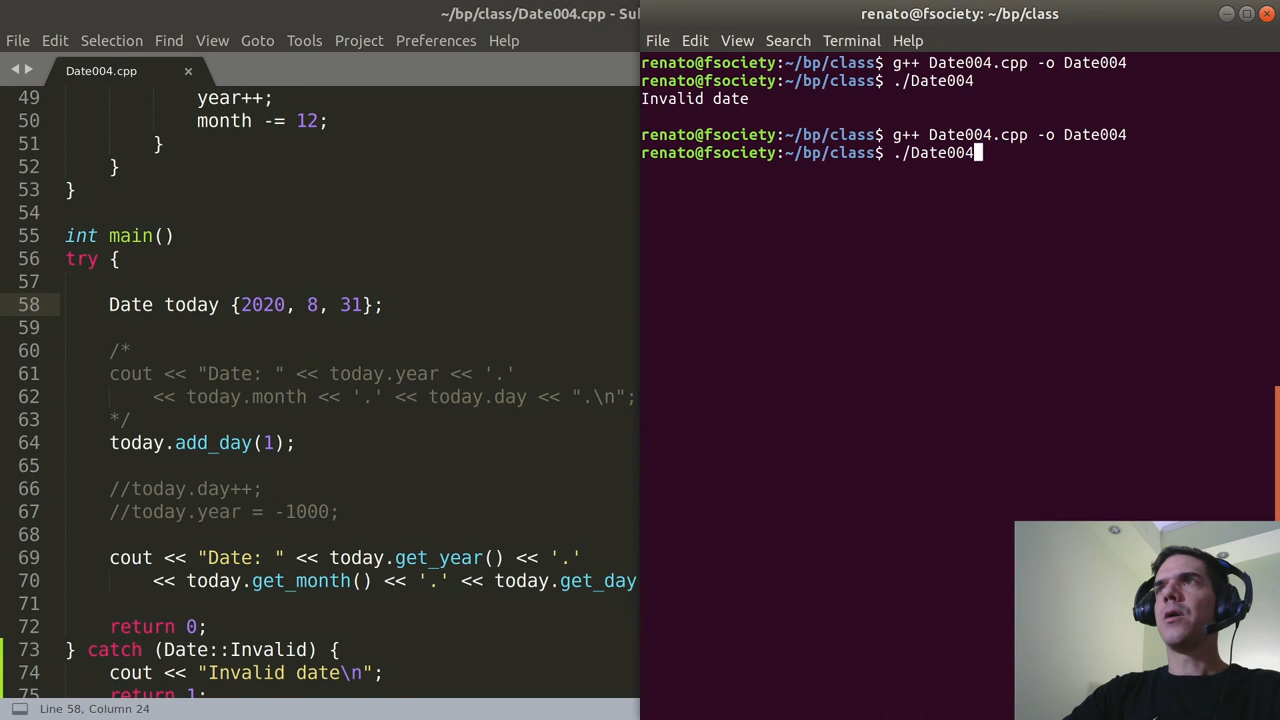 ~/bp/class/Date004.cpp - Su
File Edit Selection Find View Goto Tools Project Preferences Help
Date004.cpp ×
49 year++;
50 month -= 12;
51 }
52 }
53 }
54
55 int main()
56 try {
57
58 Date today {2020, 8, 31};
59
60 /*
61 cout << "Date: " << today.year << '.'
62 << today.month << '.' << today.day << ".\n";
63 */
64 today.add_day(1);
65
66 //today.day++;
67 //today.year = -1000;
68
69 cout << "Date: " << today.get_year() << '.'
70 << today.get_month() << '.' << today.get_day
71
72 return 0;
73 } catch (Date::Invalid) {
74 cout << "Invalid date\n";
75 return 1;
Line 58, Column 24
renato@fsociety: ~/bp/class
File Edit View Search Terminal Help
renato@fsociety:~/bp/class$ g++ Date004.cpp -o Date004
renato@fsociety:~/bp/class$ ./Date004
Invalid date
renato@fsociety:~/bp/class$ g++ Date004.cpp -o Date004
renato@fsociety:~/bp/class$ ./Date004